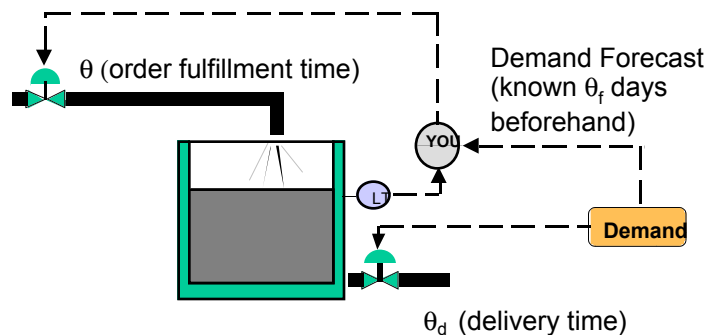 θ (order fulfillment time)
Demand Forecast
(known θf days
beforehand)
YOU
LT
Demand
θd (delivery time)